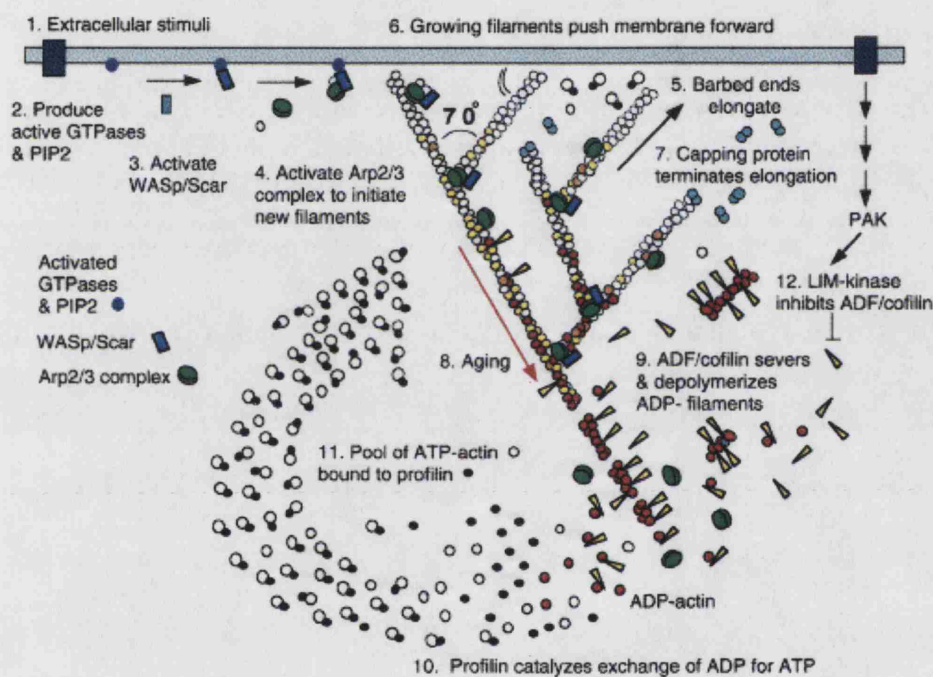 1. Extracellular stimuli
6. Growing filaments push membrane forward
2. Produce
active GTPases
& PIP2
3. Activate
WASp/Scar
4. Activate Arp2/3
complex to initiate
new filaments
70°
5. Barbed ends
elongate
7. Capping protein
terminates elongation
PAK
12. LIM-kinase
inhibits ADF/cofilin
Activated
GTPases
& PIP2
WASp/Scar
Arp2/3 complex
8. Aging
9. ADF/cofilin severs
& depolymerizes
ADP- filaments
11. Pool of ATP-actin
bound to profilin
ADP-actin
10. Profilin catalyzes exchange of ADP for ATP